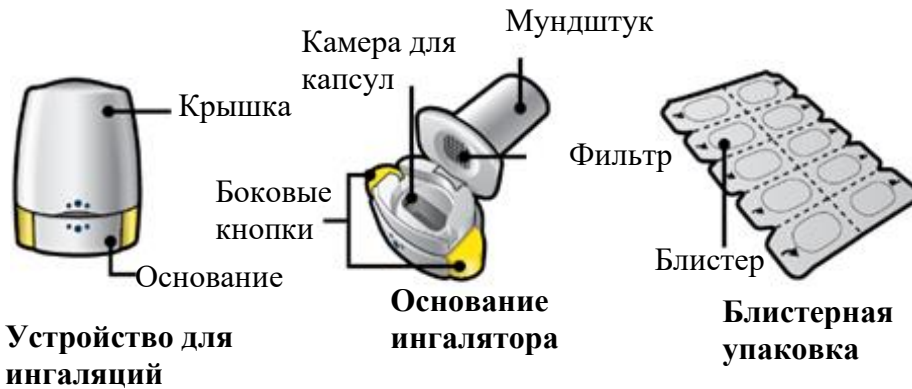 Крышка
Основание
Устройство для
ингаляций
Камера для
капсул
Мундштук
Фильтр
Боковые
кнопки
Основание
ингалятора
Блистер
Блистерная
упаковка